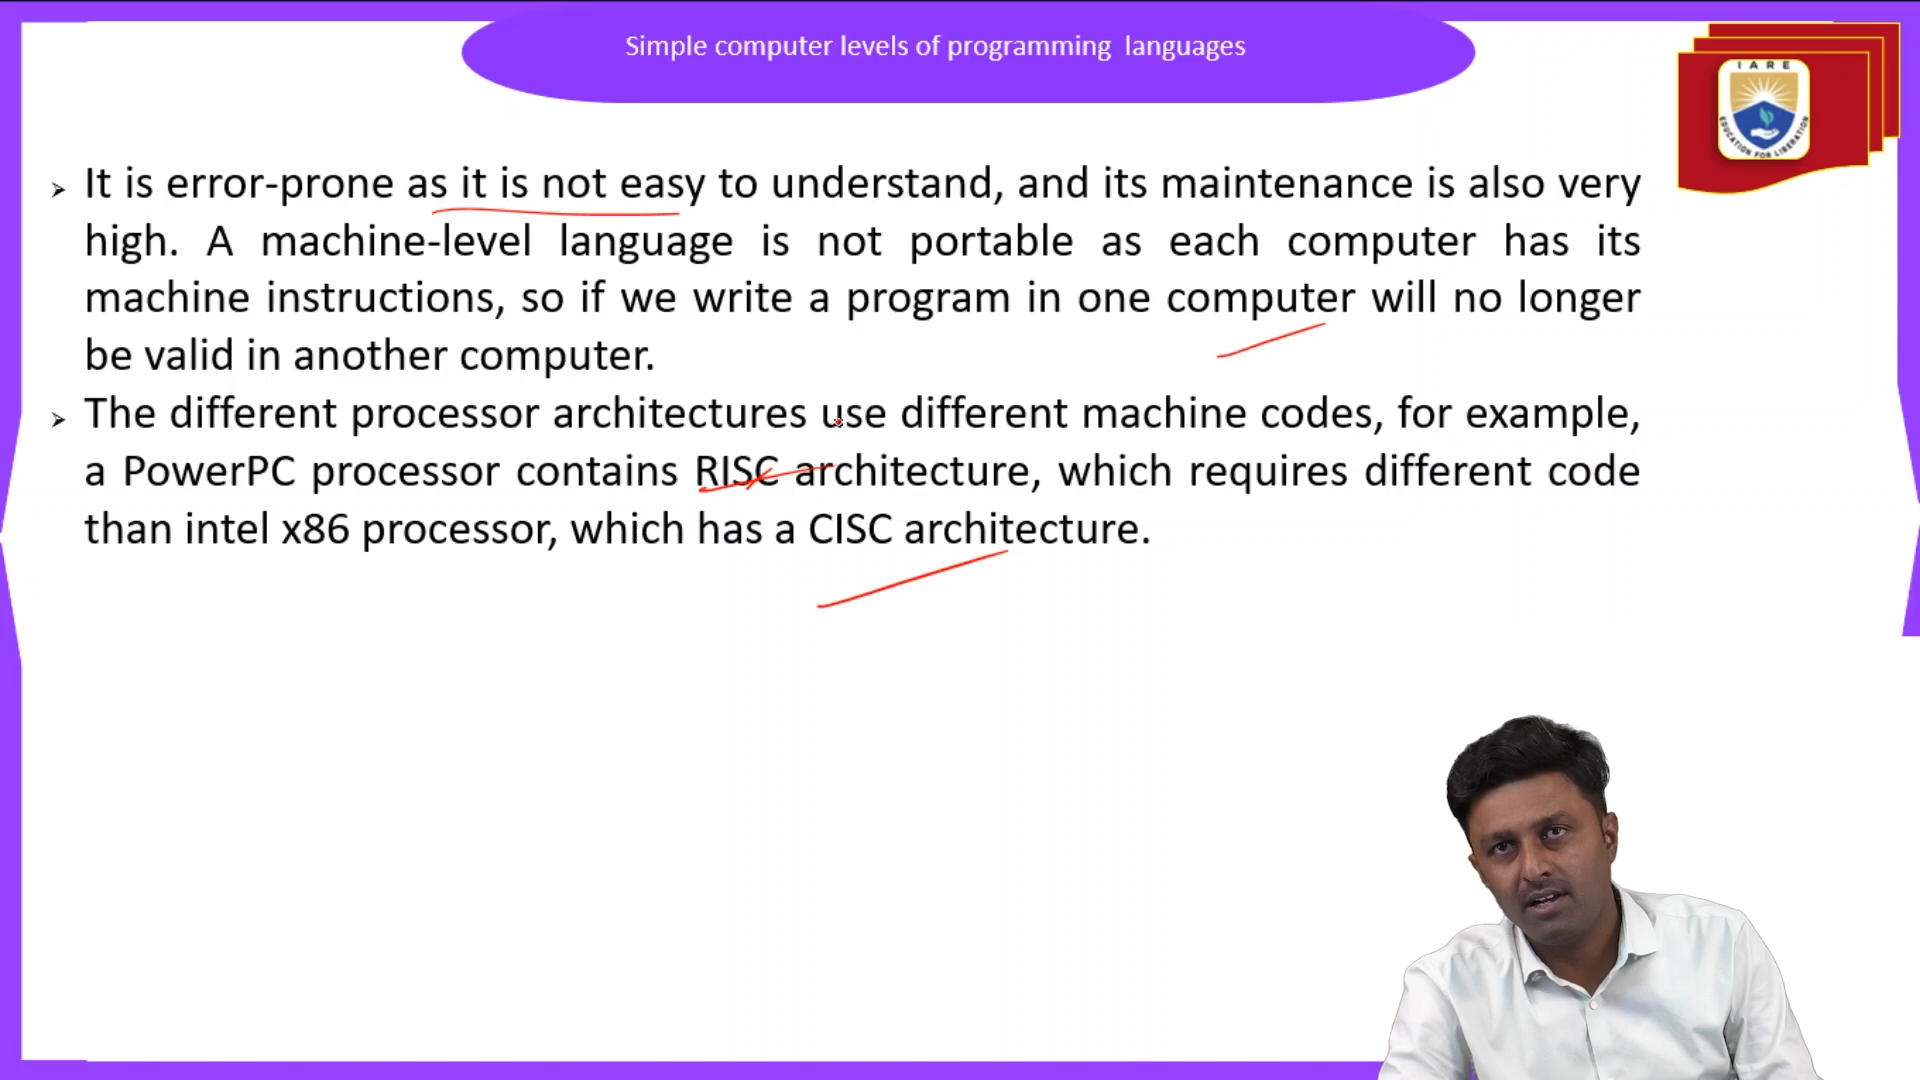 Simple computer levels of programming languages
I A R E
EDUCATION FOR LIBERATION
➢ It is error-prone as it is not easy to understand, and its maintenance is also very
high. A machine-level language is not portable as each computer has its
machine instructions, so if we write a program in one computer will no longer
be valid in another computer.
➢ The different processor architectures use different machine codes, for example,
a PowerPC processor contains RISC architecture, which requires different code
than intel x86 processor, which has a CISC architecture.